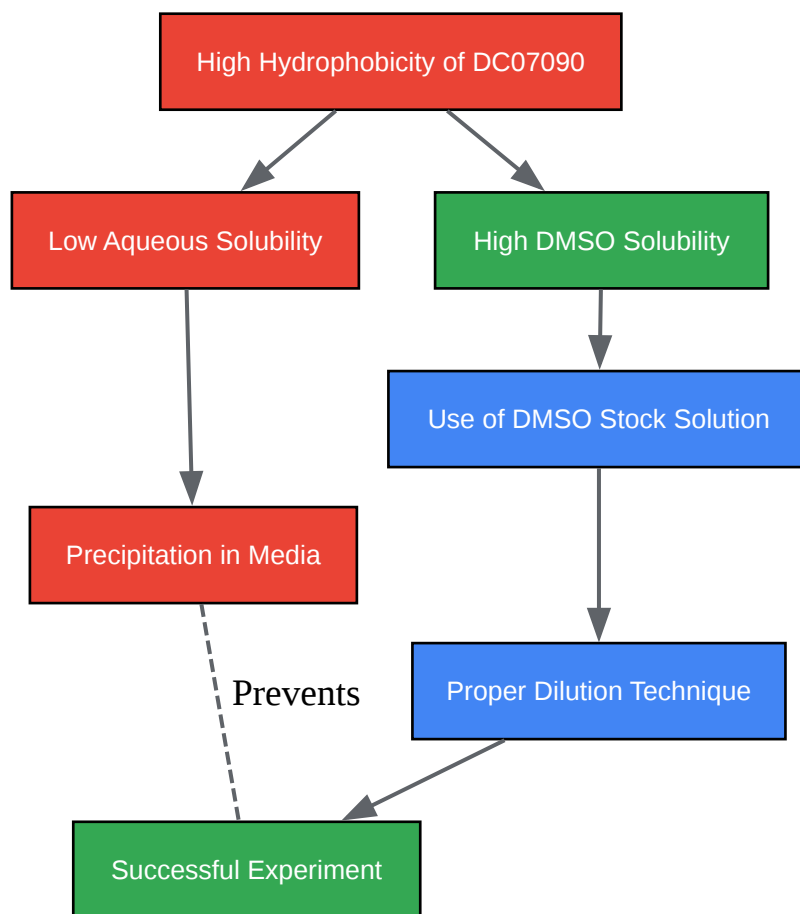 High Hydrophobicity of DC07090
Low Aqueous Solubility
High DMSO Solubility
Use of DMSO Stock Solution
Precipitation in Media
Prevents
Proper Dilution Technique
Successful Experiment